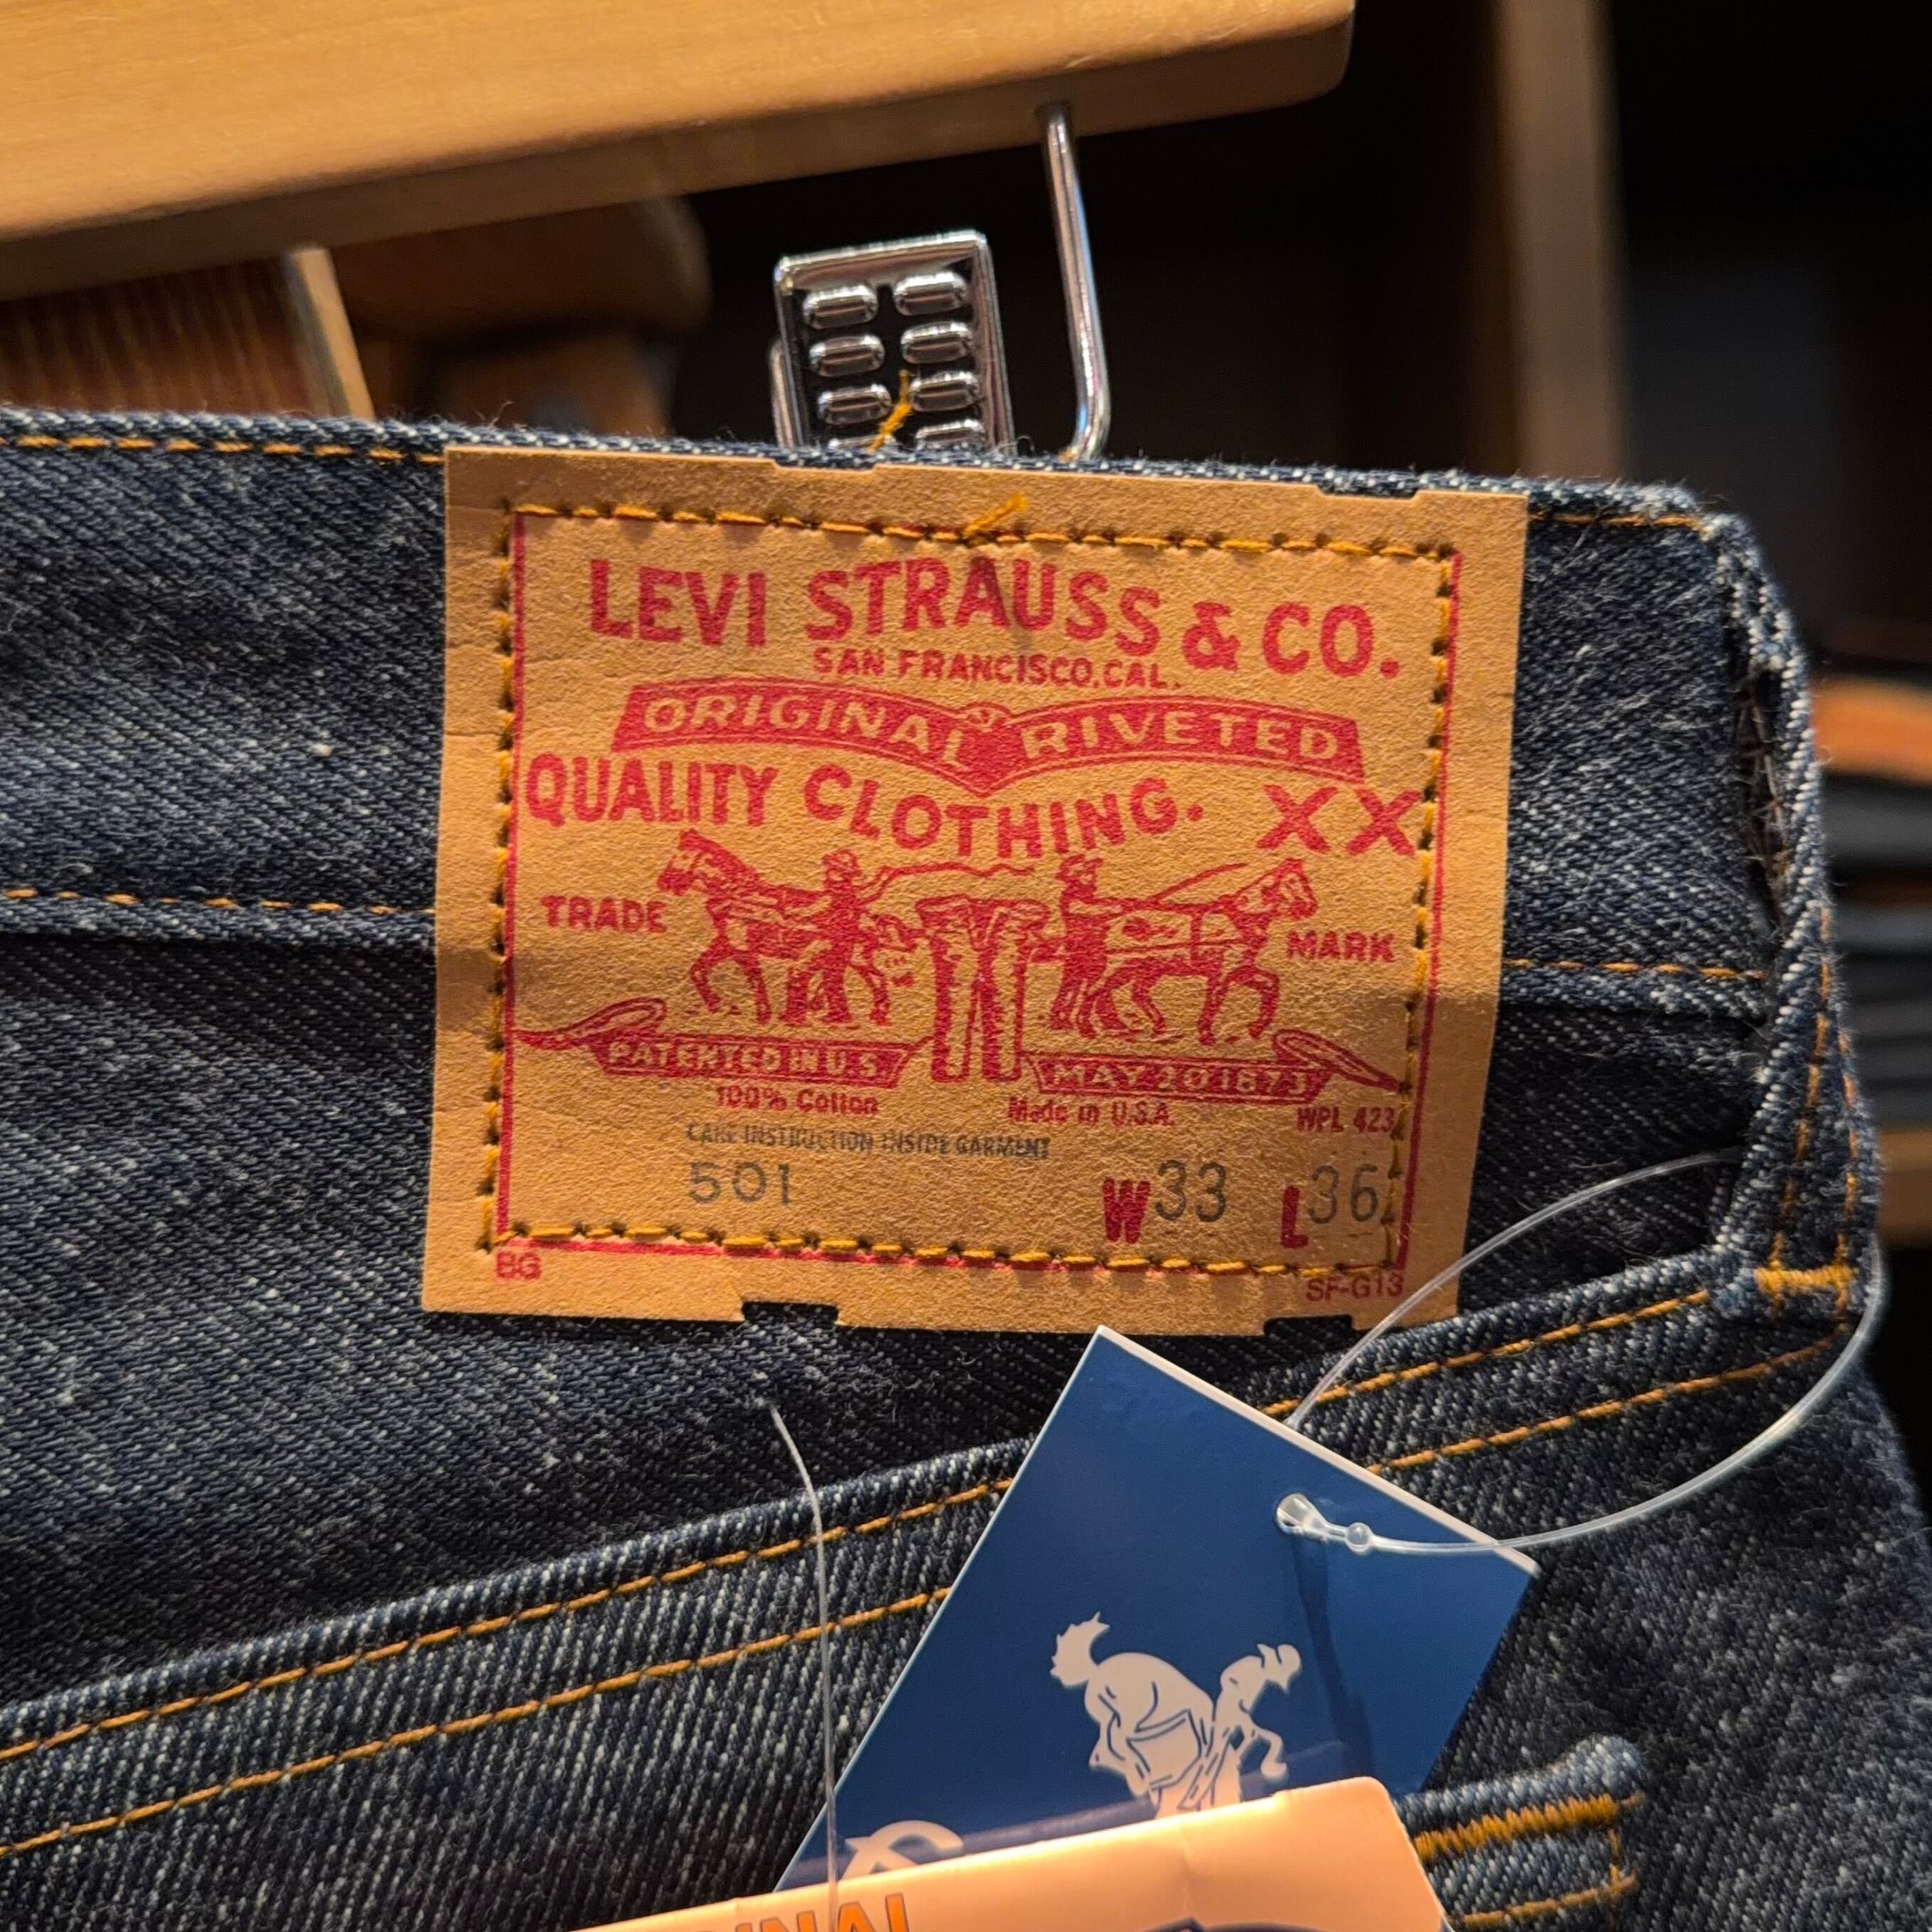 LEVI STRAUSS & CO.
SAN FRANCISCO, CAL.
ORIGINAL RIVETED
QUALITY CLOTHING. XX
TRADE MARK
PATENTED IN U.S. MAY 20 1873
100% Cotton Made in U.S.A. WPL 423
CARE INSTRUCTION INSIDE GARMENT
501 W33 L36
BG SF-G13